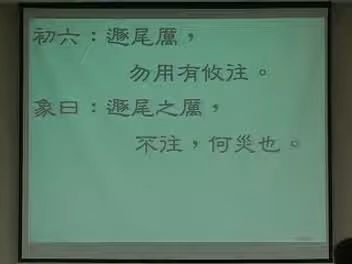 初六：遯尾厲，
勿用有攸往。
象曰：遯尾之厲，
不往，何災也。